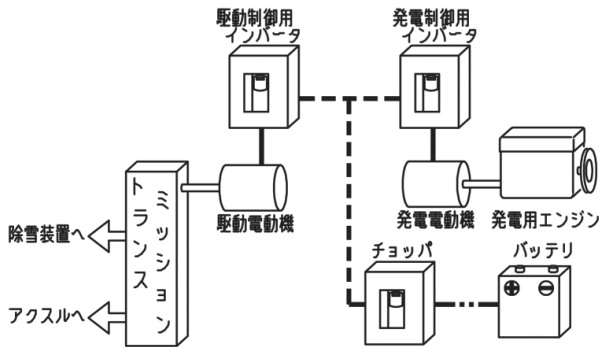 駆動制御用
インバータ
発電制御用
インバータ
トランス
ミッション
駆動電動機
発電電動機
発電用エンジン
除雪装置へ
チョッパ
バッテリ
アクスルへ